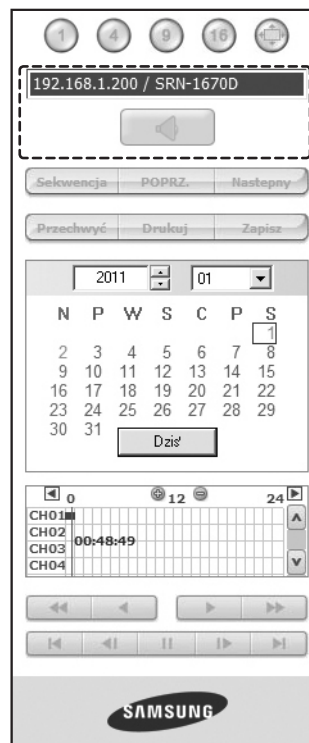 1 4 9 16
192.168.1.200 / SRN-1670D
Sekwencja POPRZ. Nastepny
Przechwyć Drukuj Zapisz
2011 01
N P W S C P S
1
2 3 4 5 6 7 8
9 10 11 12 13 14 15
16 17 18 19 20 21 22
23 24 25 26 27 28 29
30 31 Dzis'
0 12 24
CH01
CH02
00:48:49
CH03
CH04
SAMSUNG